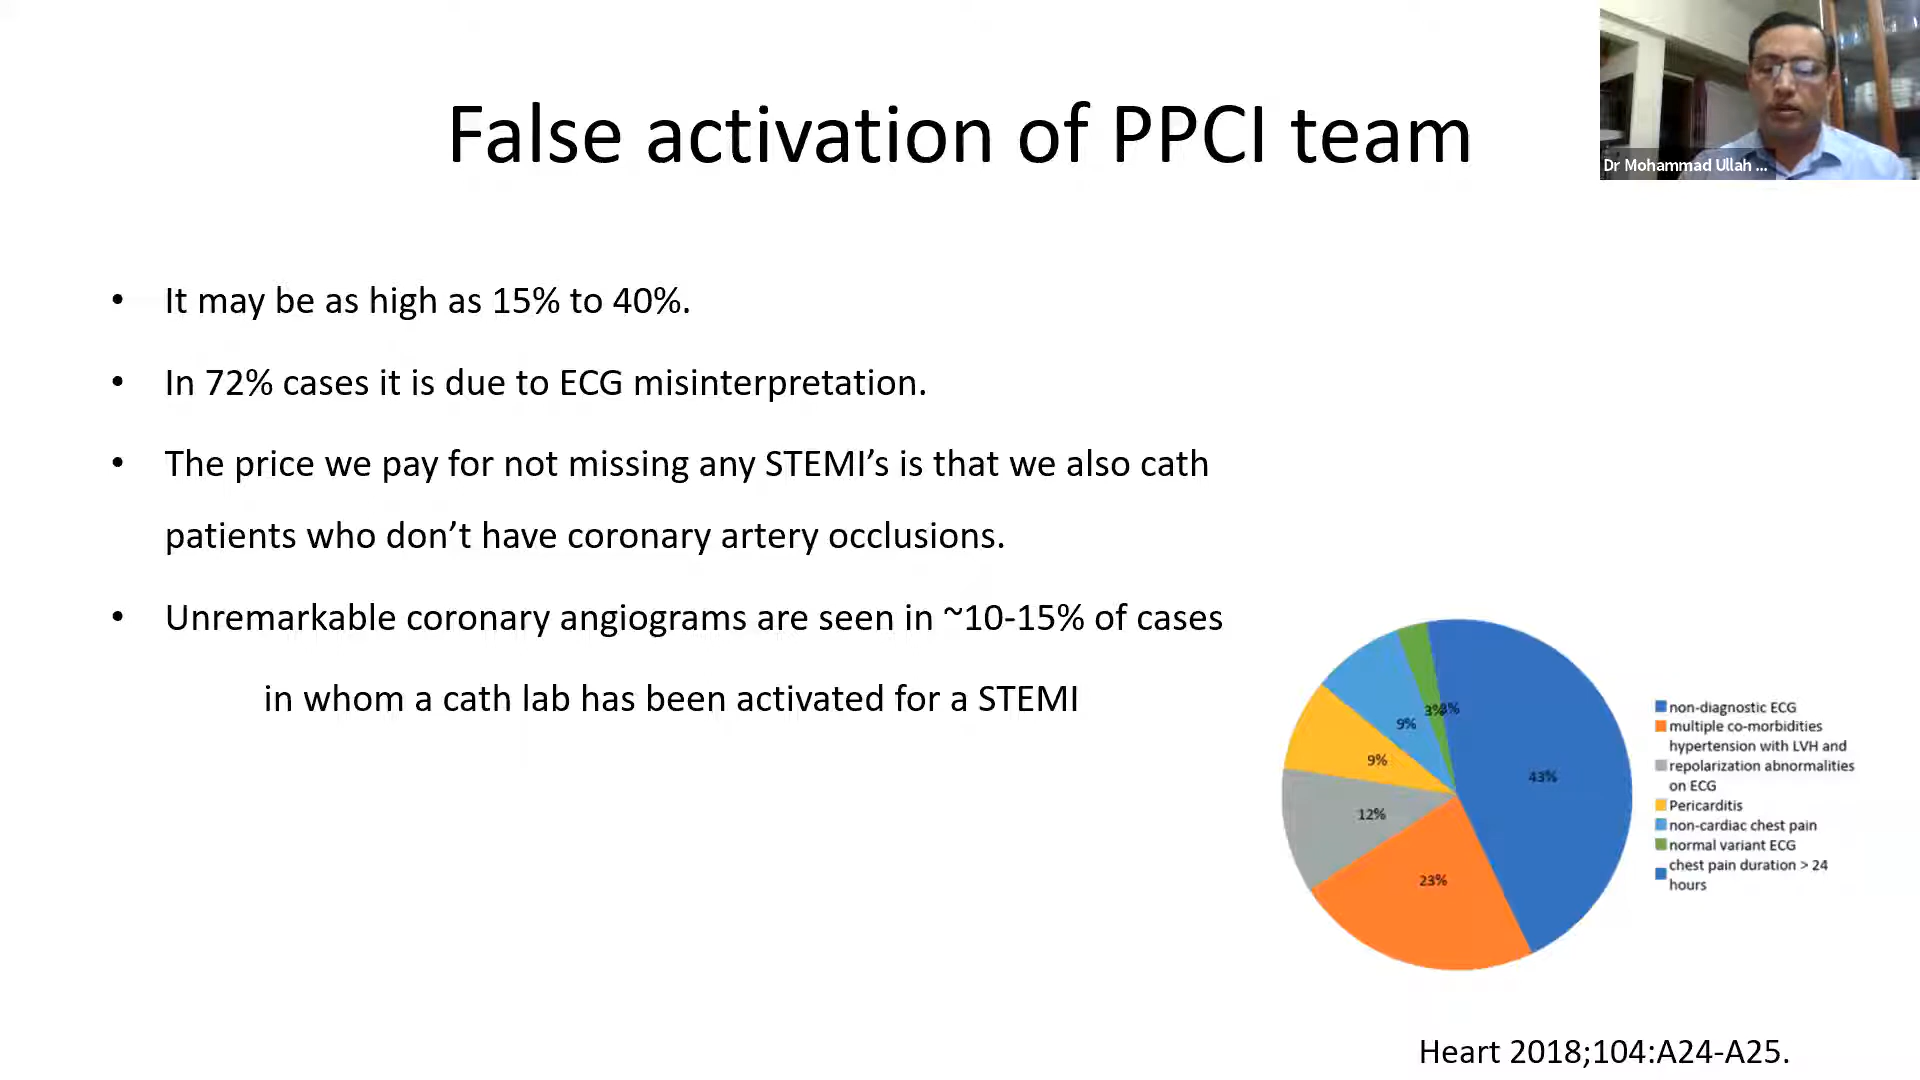 False activation of PPCI team
Dr Mohammad Ullah ...
• It may be as high as 15% to 40%.
• In 72% cases it is due to ECG misinterpretation.
• The price we pay for not missing any STEMI’s is that we also cath
patients who don’t have coronary artery occlusions.
• Unremarkable coronary angiograms are seen in ~10-15% of cases
in whom a cath lab has been activated for a STEMI
3%
9%
9%
43%
12%
23%
non-diagnostic ECG
multiple co-morbidities
hypertension with LVH and
repolarization abnormalities
on ECG
Pericarditis
non-cardiac chest pain
normal variant ECG
chest pain duration > 24
hours
Heart 2018;104:A24-A25.